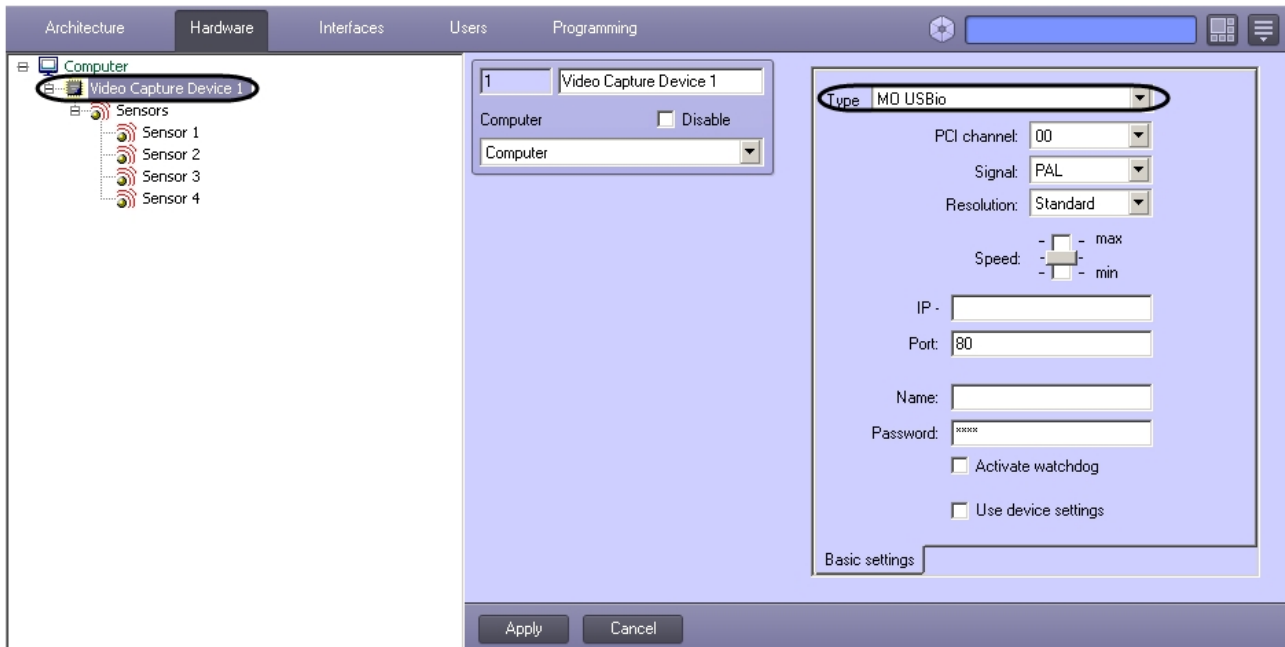 Architecture Hardware Interfaces Users Programming
Computer
Video Capture Device 1
Sensors
Sensor 1
Sensor 2
Sensor 3
Sensor 4
1 Video Capture Device 1
Computer Disable
Computer
Type MO USBio
PCI channel: 00
Signal: PAL
Resolution: Standard
Speed: - - max
- -
- - min
IP -
Port: 80
Name:
Password: ****
Activate watchdog
Use device settings
Basic settings
Apply Cancel